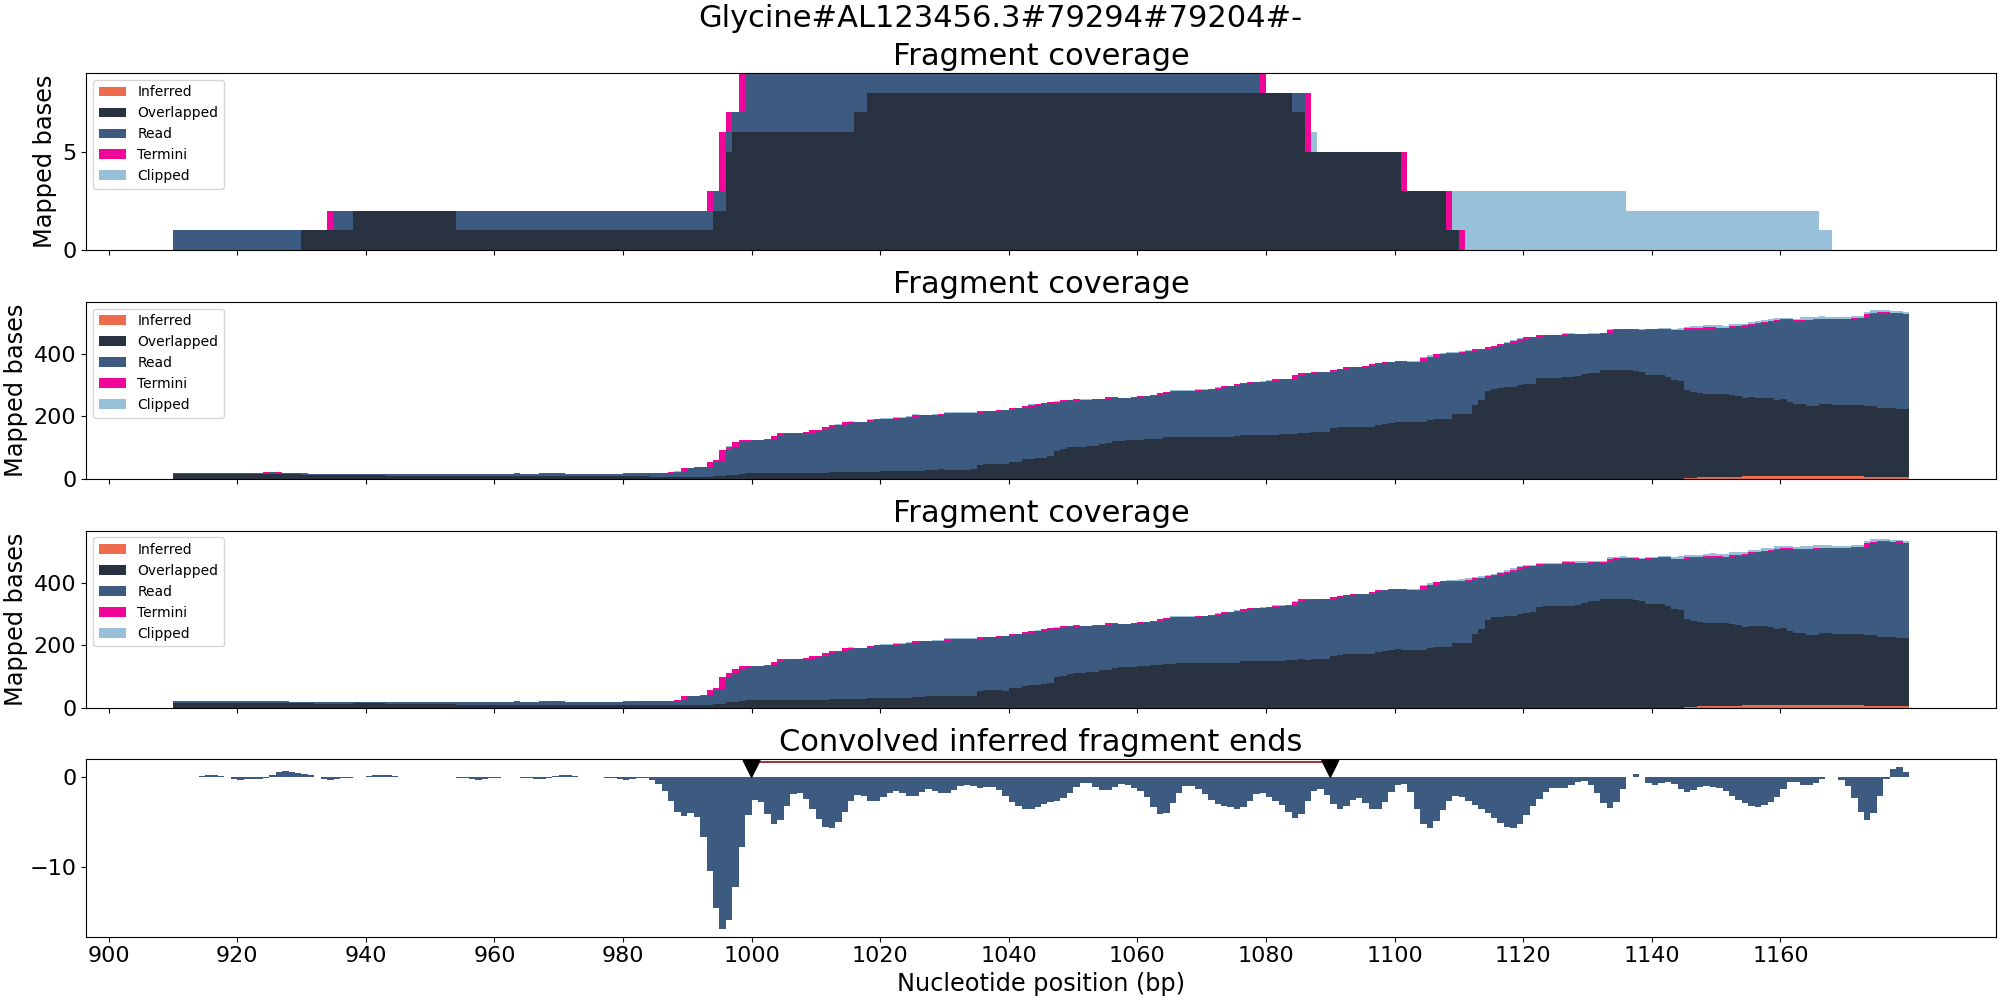 Glycine#AL123456.3#79294#79204#-
Fragment coverage
Mapped bases
5
0
Inferred
Overlapped
Read
Termini
Clipped
Fragment coverage
Mapped bases
400
200
0
Inferred
Overlapped
Read
Termini
Clipped
Fragment coverage
Mapped bases
400
200
0
Inferred
Overlapped
Read
Termini
Clipped
Convolved inferred fragment ends
0
−10
900 920 940 960 980 1000 1020 1040 1060 1080 1100 1120 1140 1160
Nucleotide position (bp)